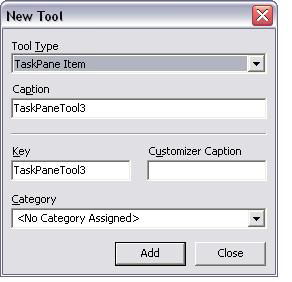 New Tool
Tool Type
TaskPane Item
Caption
TaskPaneTool3
Key Customizer Caption
TaskPaneTool3
Category
<No Category Assigned>
Add Close